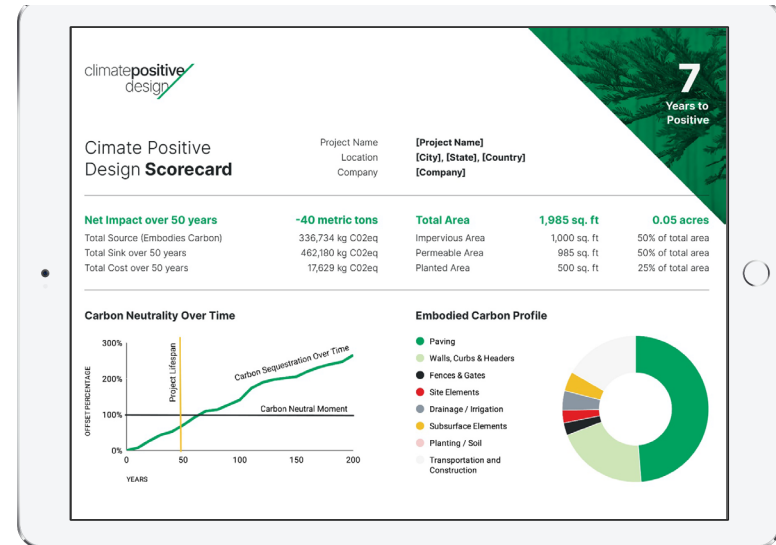 climatepositive
design
7
Years to
Positive
Cimate Positive
Design Scorecard
Project Name [Project Name]
Location [City], [State], [Country]
Company [Company]
Net Impact over 50 years -40 metric tons
Total Source (Embodies Carbon) 336,734 kg C02eq
Total Sink over 50 years 462,180 kg C02eq
Total Cost over 50 years 17,629 kg C02eq
Total Area 1,985 sq. ft 0.05 acres
Impervious Area 1,000 sq. ft 50% of total area
Permeable Area 985 sq. ft 50% of total area
Planted Area 500 sq. ft 25% of total area
Carbon Neutrality Over Time
300%
200%
100%
0%
OFFSET PERCENTAGE
Project Lifespan
Carbon Sequestration Over Time
Carbon Neutral Moment
0 50 100 150 200
YEARS
Embodied Carbon Profile
Paving
Walls, Curbs & Headers
Fences & Gates
Site Elements
Drainage / Irrigation
Subsurface Elements
Planting / Soil
Transportation and
Construction